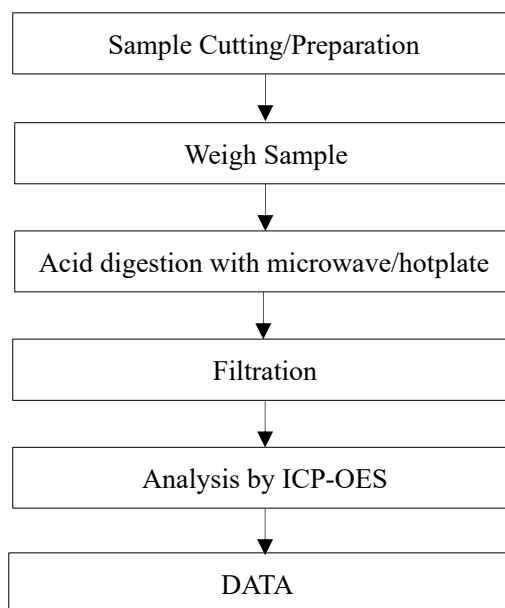 Sample Cutting/Preparation
Weigh Sample
Acid digestion with microwave/hotplate
Filtration
Analysis by ICP-OES
DATA